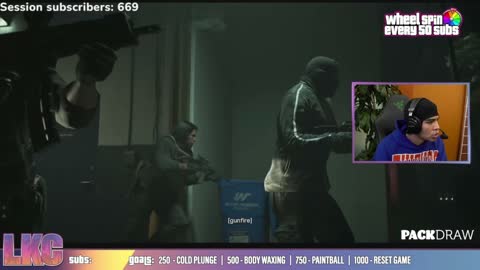 Session subscribers: 669
wheel spin
every 50 subs
[gunfire]
PACKDRAW
LKC subs: goals: 250 - COLD PLUNGE | 500 - BODY WAXING | 750 - PAINTBALL | 1000 - RESET GAME